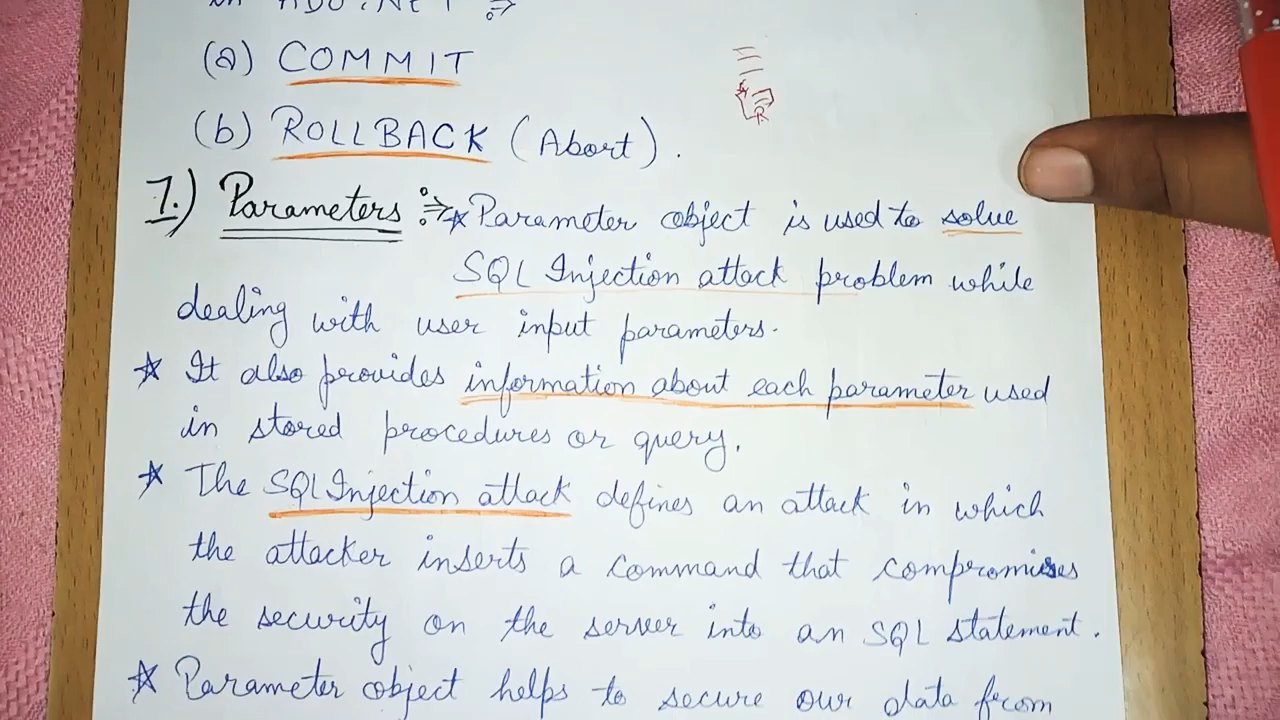 in ADO.NET :⇒
(a) COMMIT
(b) ROLLBACK (Abort).
7.) Parameters :⇒ * Parameter object is used to solve
SQL Injection attack problem while
dealing with user input parameters.
* It also provides information about each parameter used
in stored procedures or query.
* The SQL Injection attack defines an attack in which
the attacker inserts a command that compromises
the security on the server into an SQL statement.
* Parameter object helps to secure our data from